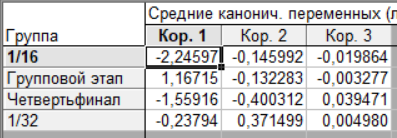 Средние канонич. переменных (л
Группа Кор. 1 Кор. 2 Кор. 3
1/16 -2,24597 -0,145992 -0,019864
Групповой этап 1,16715 -0,132283 -0,003277
Четвертьфинал -1,55916 -0,400312 0,039471
1/32 -0,23794 0,371499 0,004980